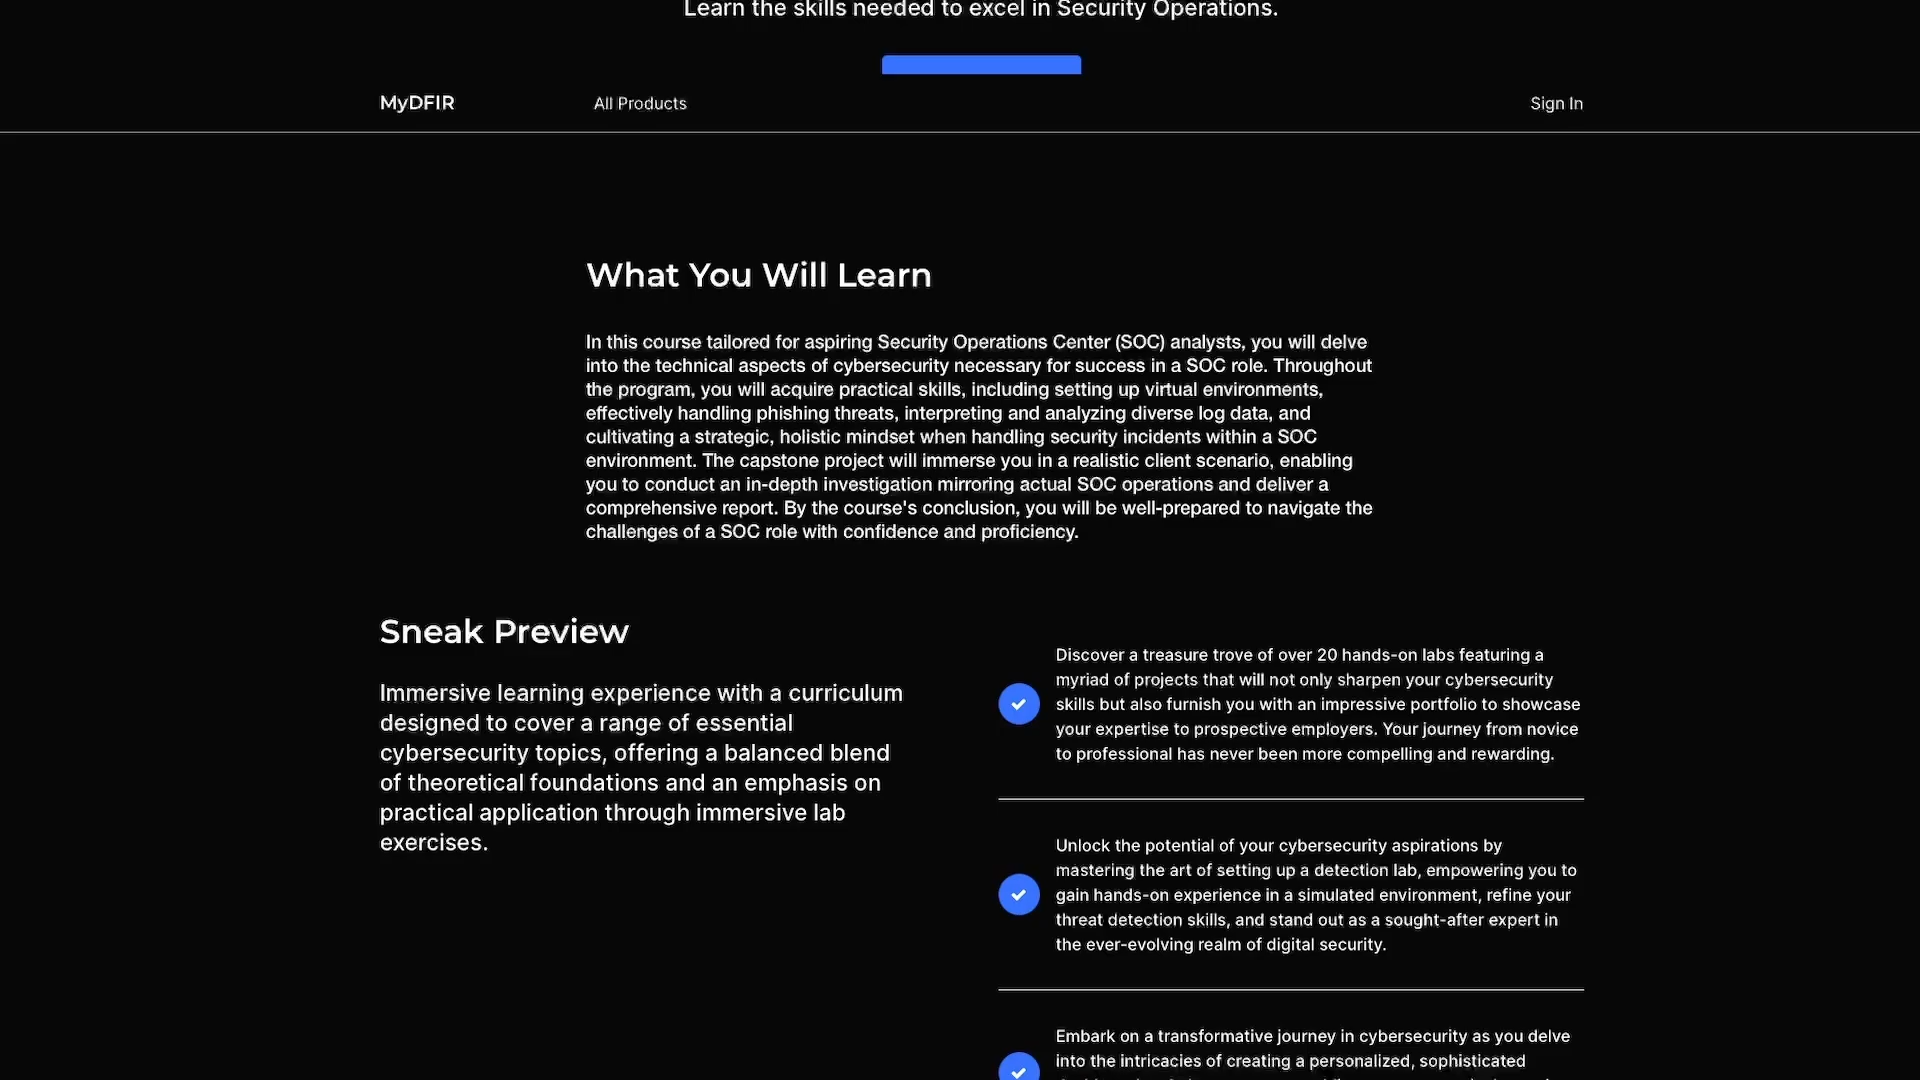 Learn the skills needed to excel in Security Operations.
MyDFIR
All Products
Sign In
What You Will Learn
In this course tailored for aspiring Security Operations Center (SOC) analysts, you will delve
into the technical aspects of cybersecurity necessary for success in a SOC role. Throughout
the program, you will acquire practical skills, including setting up virtual environments,
effectively handling phishing threats, interpreting and analyzing diverse log data, and
cultivating a strategic, holistic mindset when handling security incidents within a SOC
environment. The capstone project will immerse you in a realistic client scenario, enabling
you to conduct an in-depth investigation mirroring actual SOC operations and deliver a
comprehensive report. By the course's conclusion, you will be well-prepared to navigate the
challenges of a SOC role with confidence and proficiency.
Sneak Preview
Immersive learning experience with a curriculum
designed to cover a range of essential
cybersecurity topics, offering a balanced blend
of theoretical foundations and an emphasis on
practical application through immersive lab
exercises.
Discover a treasure trove of over 20 hands-on labs featuring a
myriad of projects that will not only sharpen your cybersecurity
skills but also furnish you with an impressive portfolio to showcase
your expertise to prospective employers. Your journey from novice
to professional has never been more compelling and rewarding.
Unlock the potential of your cybersecurity aspirations by
mastering the art of setting up a detection lab, empowering you to
gain hands-on experience in a simulated environment, refine your
threat detection skills, and stand out as a sought-after expert in
the ever-evolving realm of digital security.
Embark on a transformative journey in cybersecurity as you delve
into the intricacies of creating a personalized, sophisticated